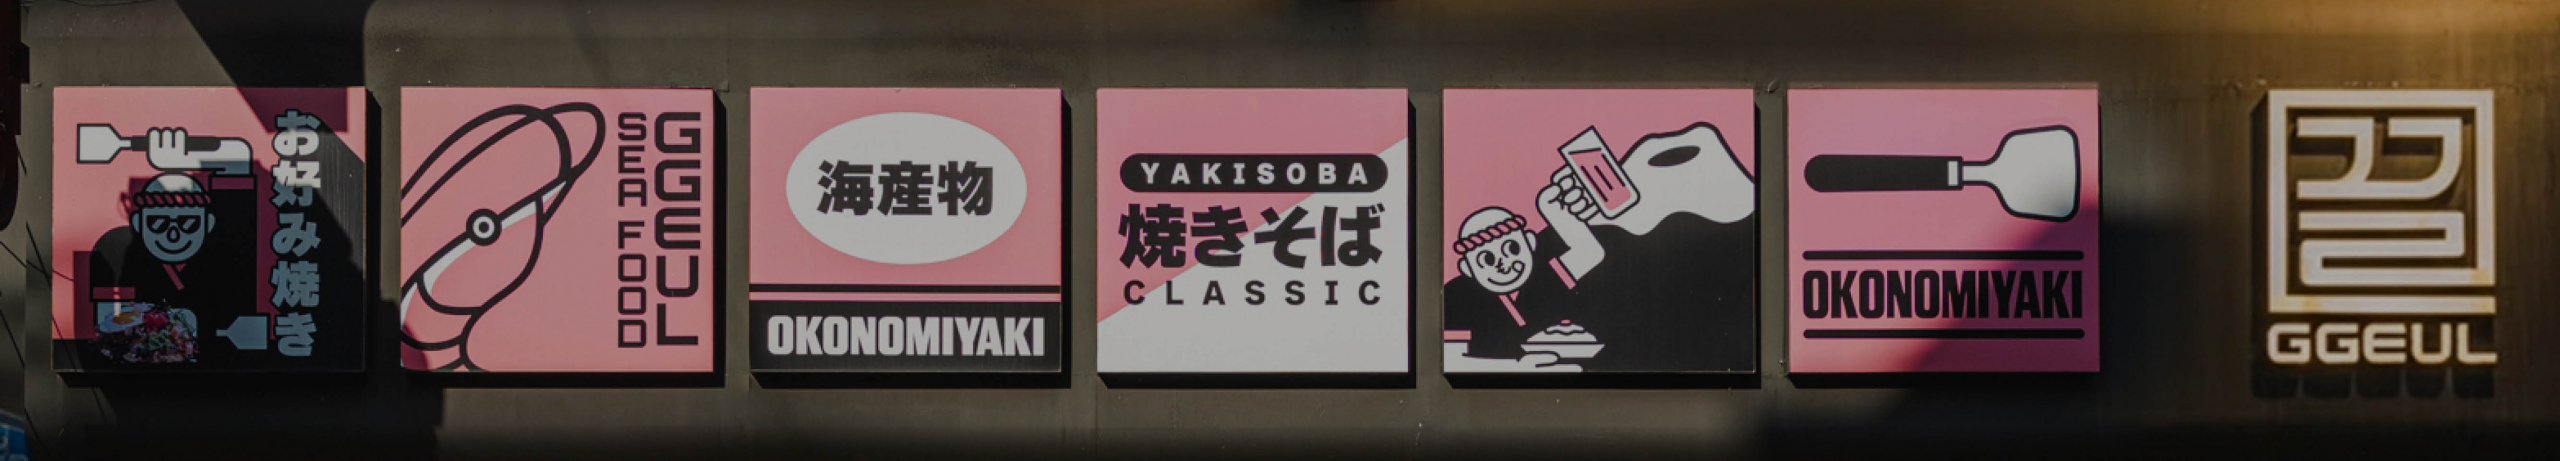 お好み焼き
SEA FOOD
GGEUL
海産物
OKONOMIYAKI
YAKISOBA
焼きそば
CLASSIC
OKONOMIYAKI
꿀
GGEUL